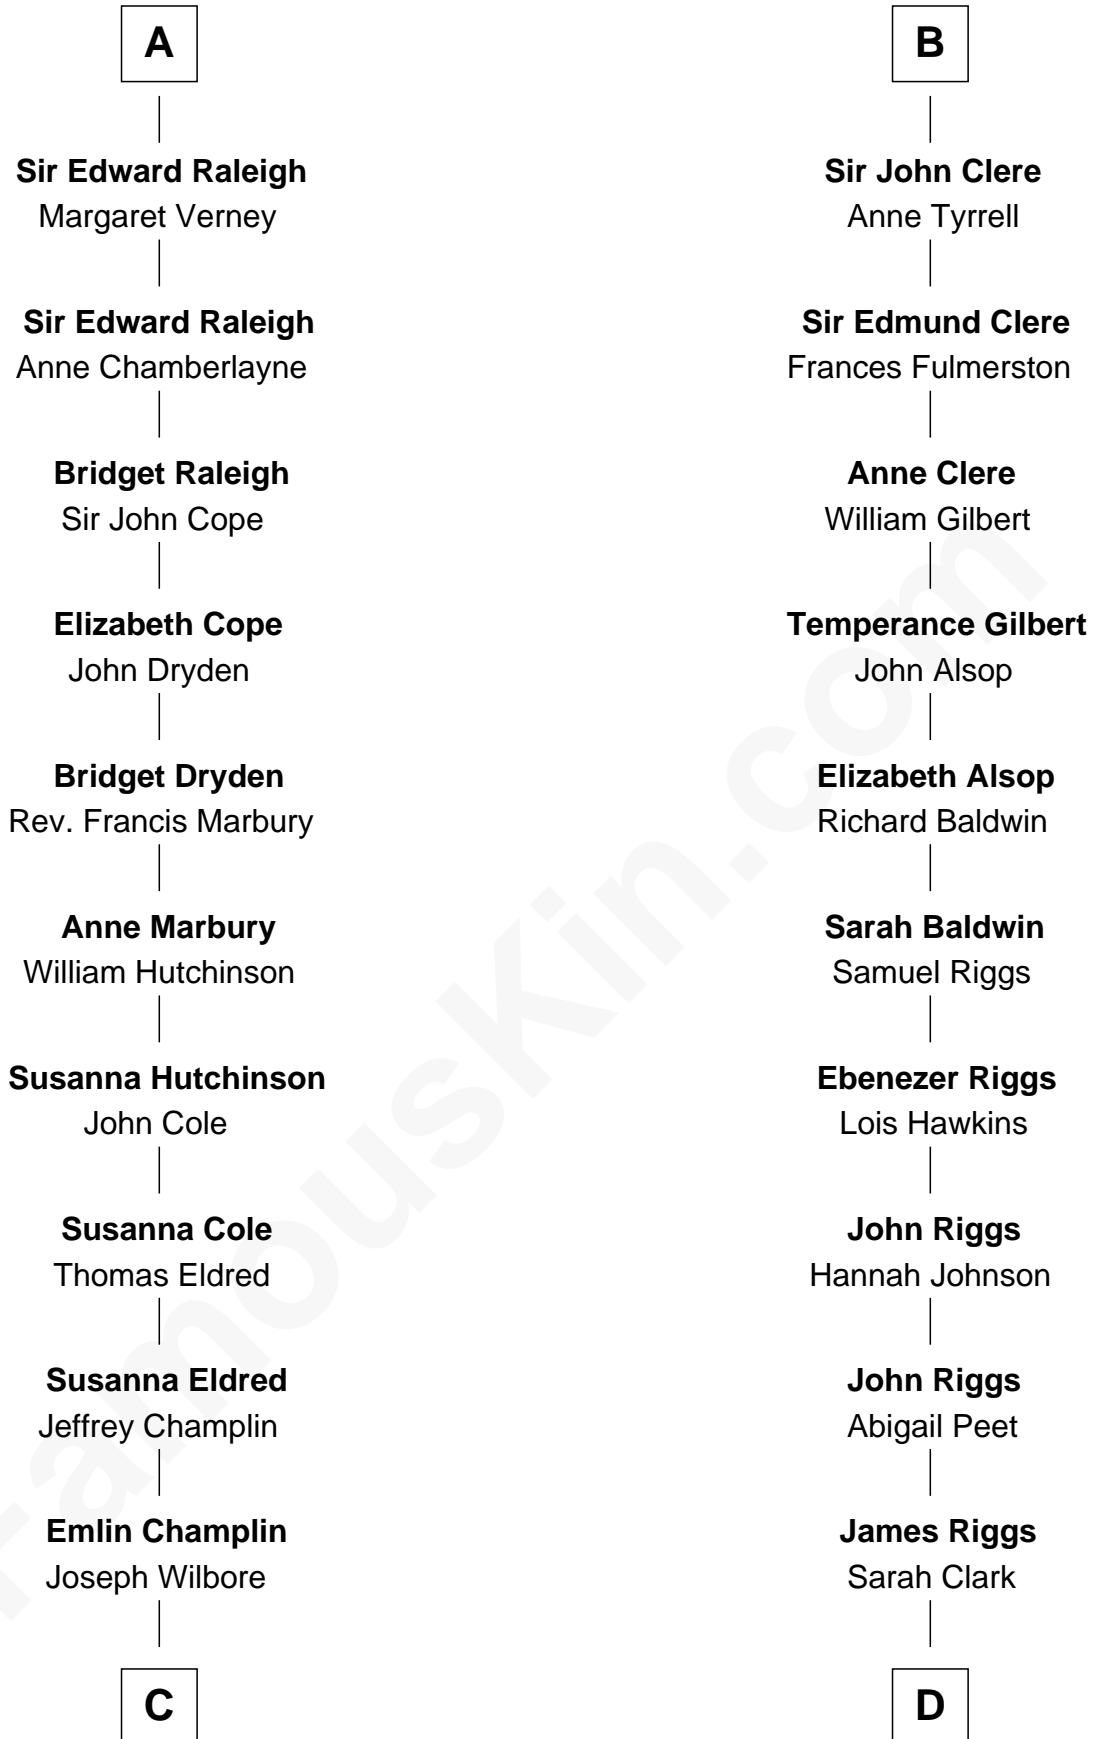 A
Sir Edward Raleigh
Margaret Verney
Sir Edward Raleigh
Anne Chamberlayne
Bridget Raleigh
Sir John Cope
Elizabeth Cope
John Dryden
Bridget Dryden
Rev. Francis Marbury
Anne Marbury
William Hutchinson
Susanna Hutchinson
John Cole
Susanna Cole
Thomas Eldred
Susanna Eldred
Jeffrey Champlin
Emlin Champlin
Joseph Wilbore
C
B
Sir John Clere
Anne Tyrrell
Sir Edmund Clere
Frances Fulmerston
Anne Clere
William Gilbert
Temperance Gilbert
John Alsop
Elizabeth Alsop
Richard Baldwin
Sarah Baldwin
Samuel Riggs
Ebenezer Riggs
Lois Hawkins
John Riggs
Hannah Johnson
John Riggs
Abigail Peet
James Riggs
Sarah Clark
D
FamousKin.com